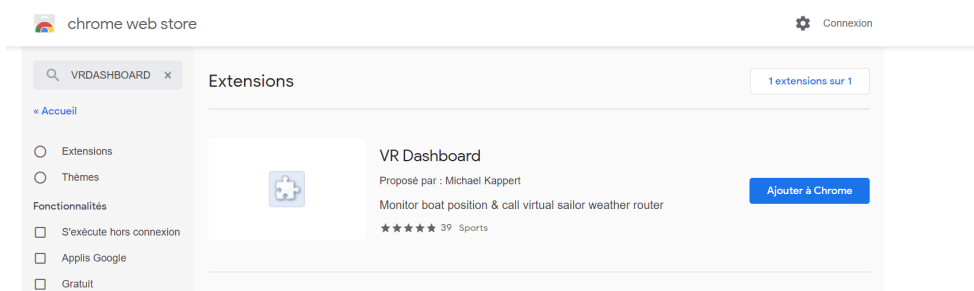 chrome web store
Connexion
VRDASHBOARD x
« Accueil
Extensions
Thèmes
Fonctionnalités
S'exécute hors connexion
Applis Google
Gratuit
Extensions
1 extensions sur 1
VR Dashboard
Proposé par : Michael Kappert
Monitor boat position & call virtual sailor weather router
39 Sports
Ajouter à Chrome